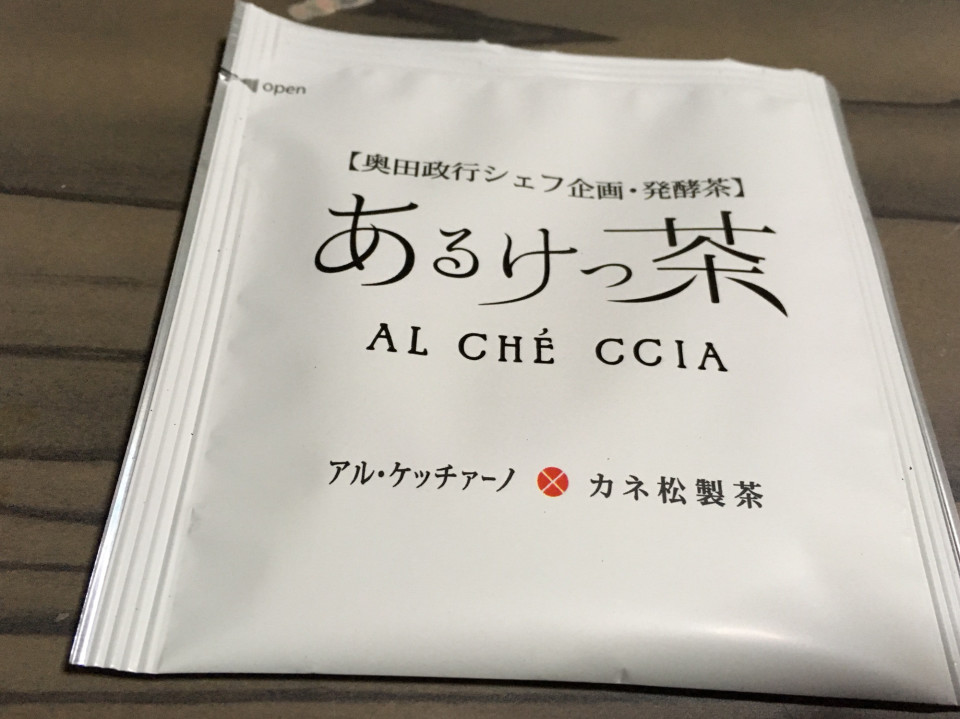 open
【奥田政行シェフ企画・発酵茶】
あるけっ茶
AL CHÉ CCIA
アル・ケッチァーノ × カネ松製茶